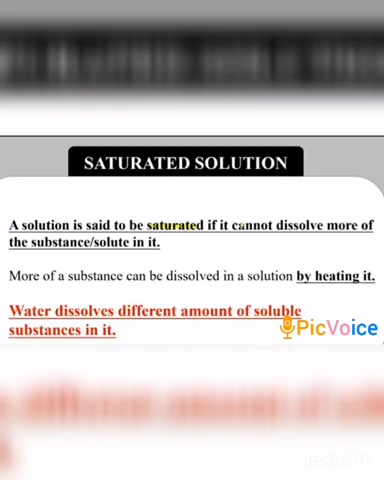 SATURATED SOLUTION
A solution is said to be saturated if it cannot dissolve more of
the substance/solute in it.
More of a substance can be dissolved in a solution by heating it.
Water dissolves different amount of soluble
substances in it.
PicVoice